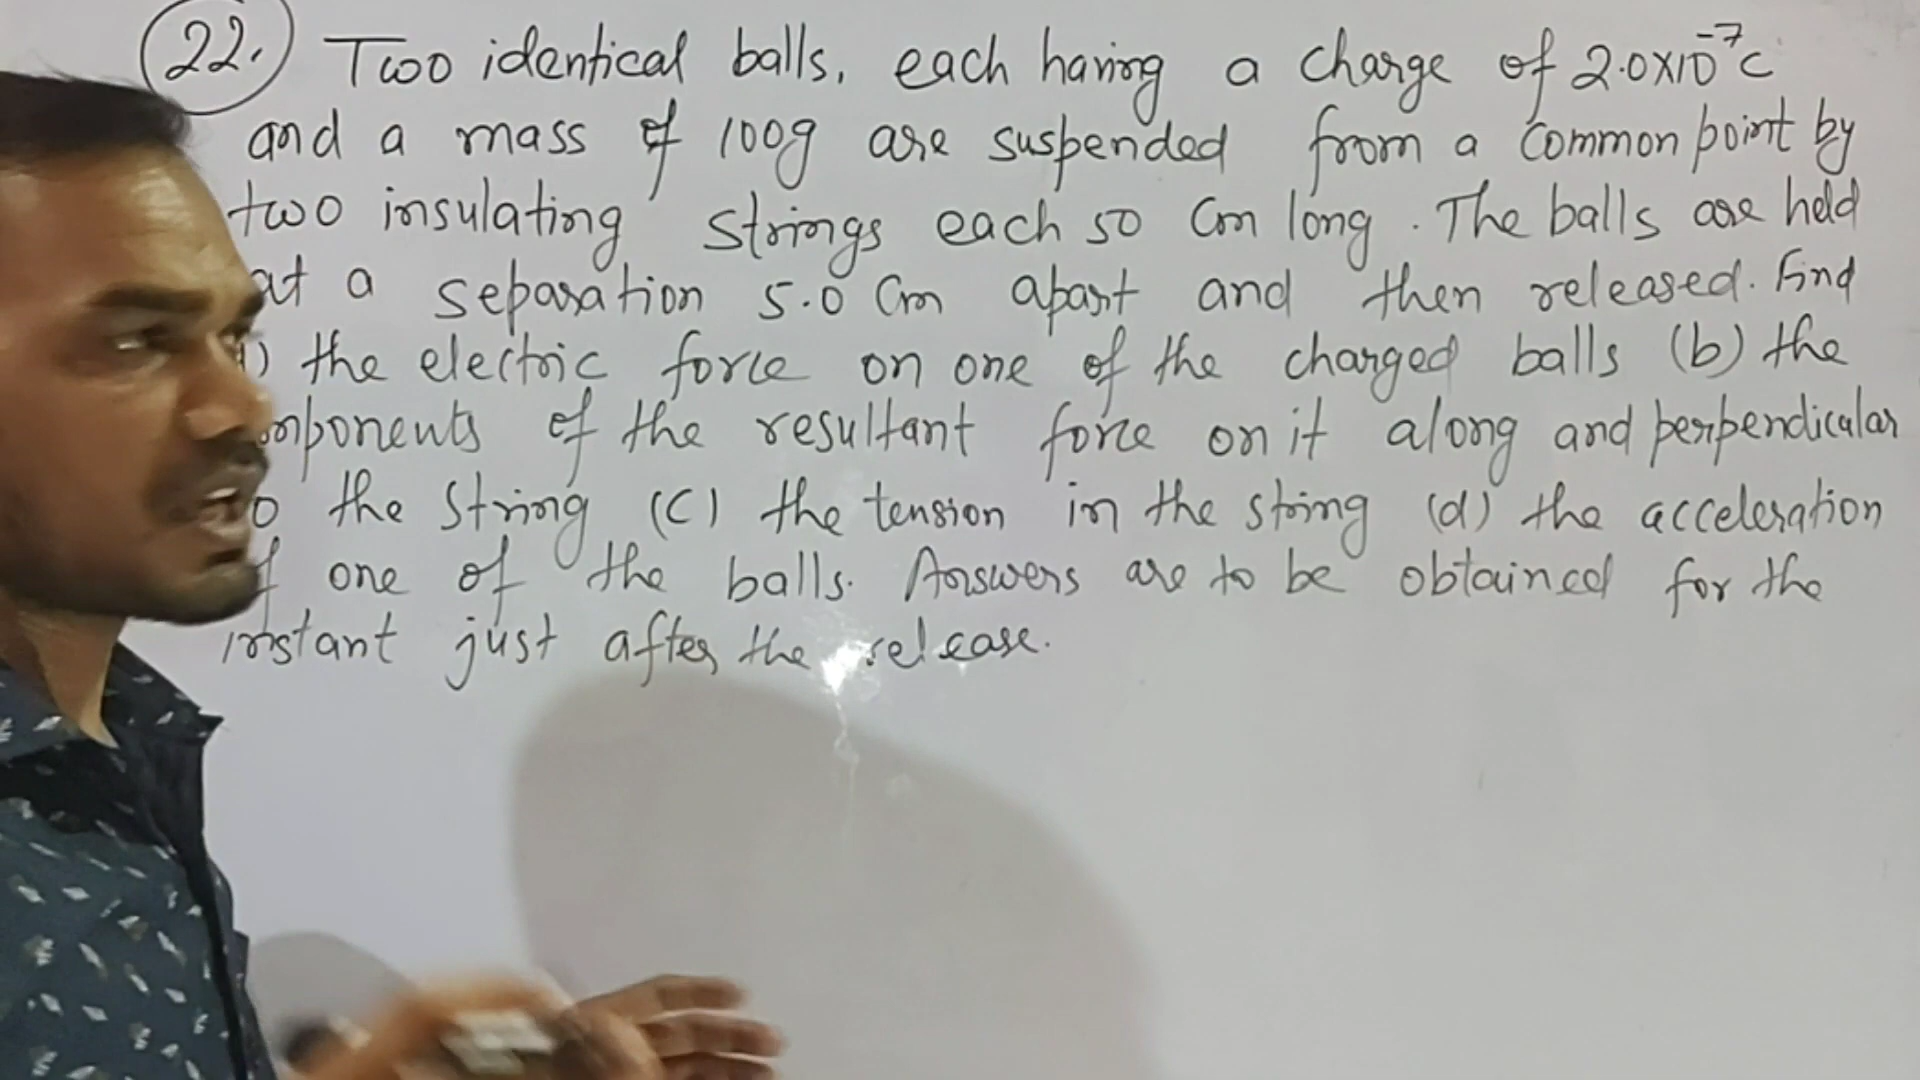 22. Two identical balls, each having a charge of 2.0x10⁻⁷c
and a mass of 100g are suspended from a common point by
two insulating strings each 50 cm long. The balls are held
at a separation 5.0 cm apart and then released. Find
) the electric force on one of the charged balls (b) the
mponents of the resultant force on it along and perpendicular
o the string (c) the tension in the string (d) the acceleration
f one of the balls. Answers are to be obtained for the
instant just after the release.